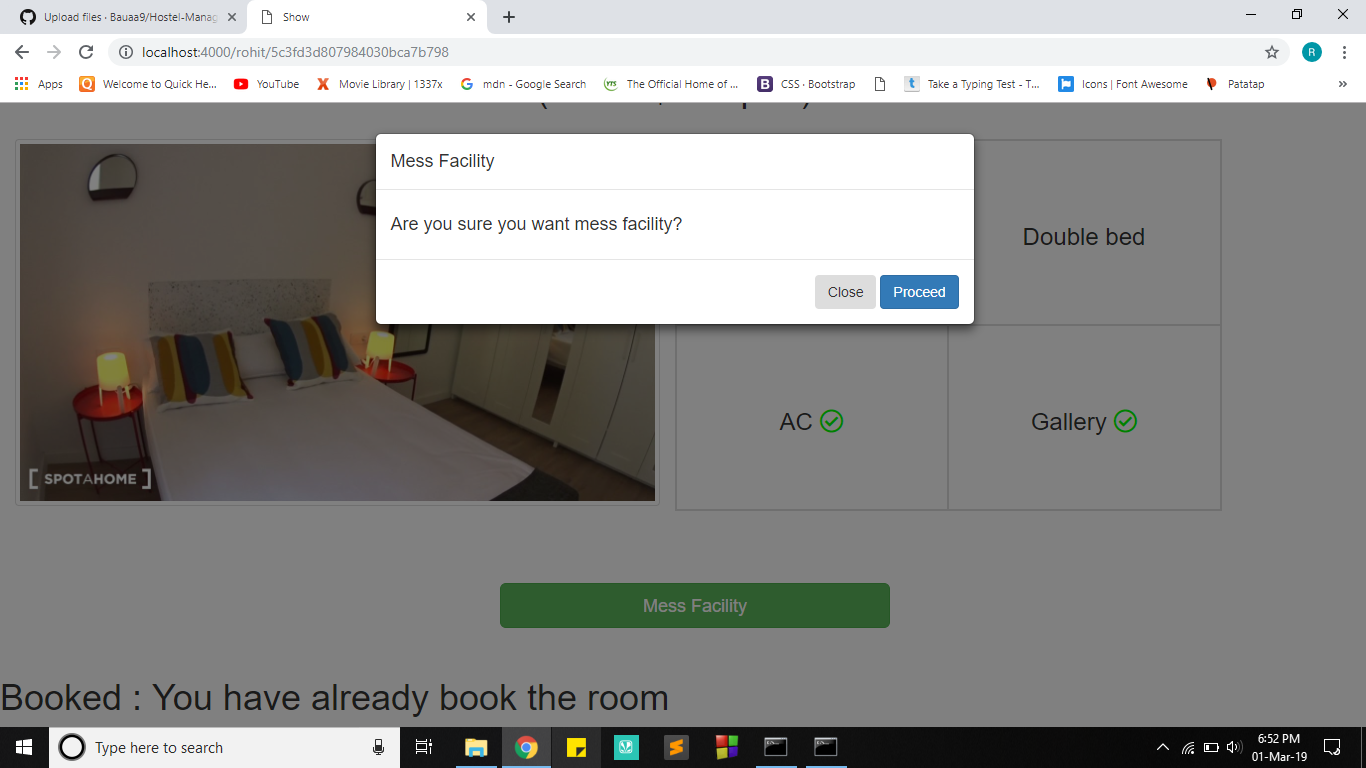 Upload files · Bauaa9/Hostel-Manag
Show
localhost:4000/rohit/5c3fd3d807984030bca7b798
R
Apps
Welcome to Quick He...
YouTube
Movie Library | 1337x
mdn - Google Search
The Official Home of ...
CSS · Bootstrap
Take a Typing Test - T...
Icons | Font Awesome
Patatap
Mess Facility
Are you sure you want mess facility?
Close
Proceed
Double bed
AC
Gallery
[ SPOTAHOME ]
Mess Facility
Booked : You have already book the room
Type here to search
6:52 PM
01-Mar-19